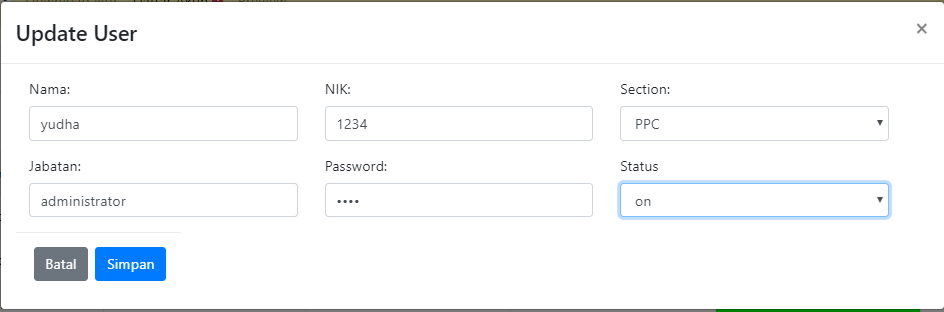 Update User ×
Nama: NIK: Section:
yudha 1234 PPC
Jabatan: Password: Status
administrator •••• on
Batal Simpan